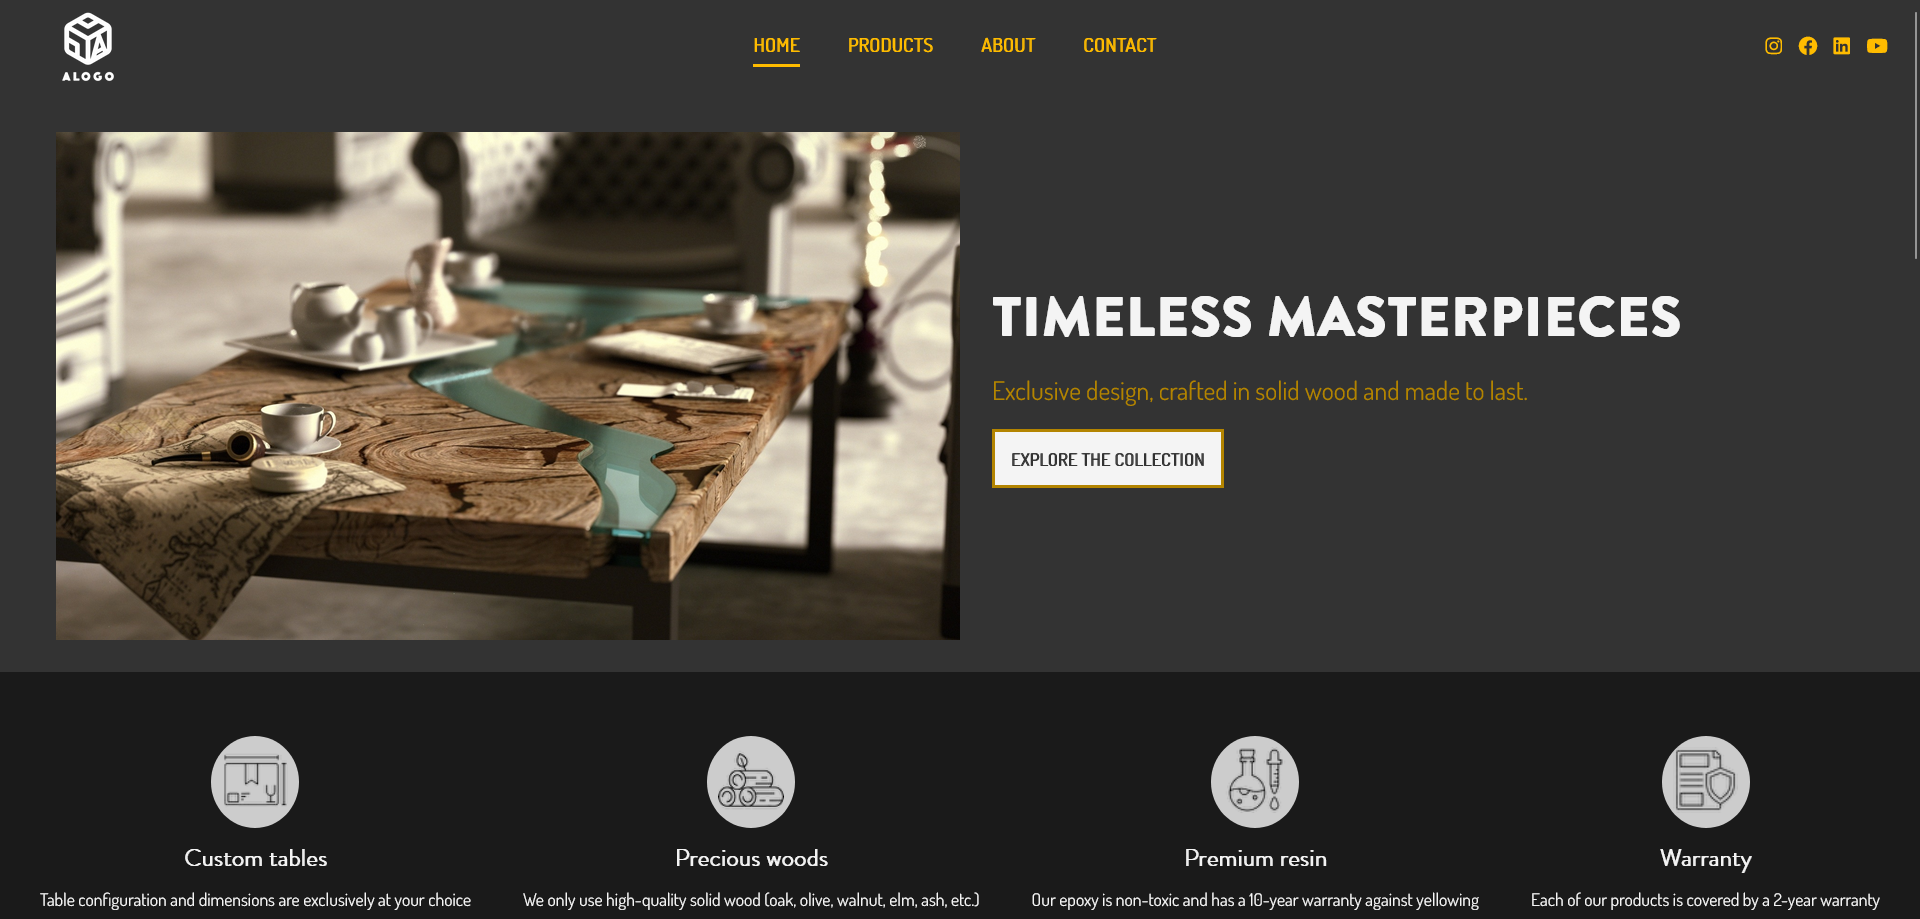 ALOGO
HOME PRODUCTS ABOUT CONTACT
TIMELESS MASTERPIECES
Exclusive design, crafted in solid wood and made to last.
EXPLORE THE COLLECTION
Custom tables
Table configuration and dimensions are exclusively at your choice
Precious woods
We only use high-quality solid wood (oak, olive, walnut, elm, ash, etc.)
Premium resin
Our epoxy is non-toxic and has a 10-year warranty against yellowing
Warranty
Each of our products is covered by a 2-year warranty